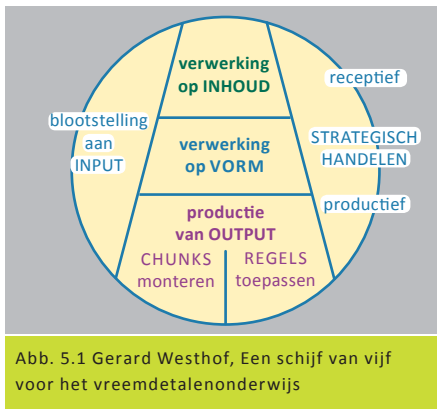 blootstelling
aan
INPUT
verwerking
op INHOUD
verwerking
op VORM
productie
van OUTPUT
CHUNKS
monteren
REGELS
toepassen
receptief
STRATEGISCH
HANDELEN
productief
Abb. 5.1 Gerard Westhof, Een schijf van vijf
voor het vreemdetalenonderwijs